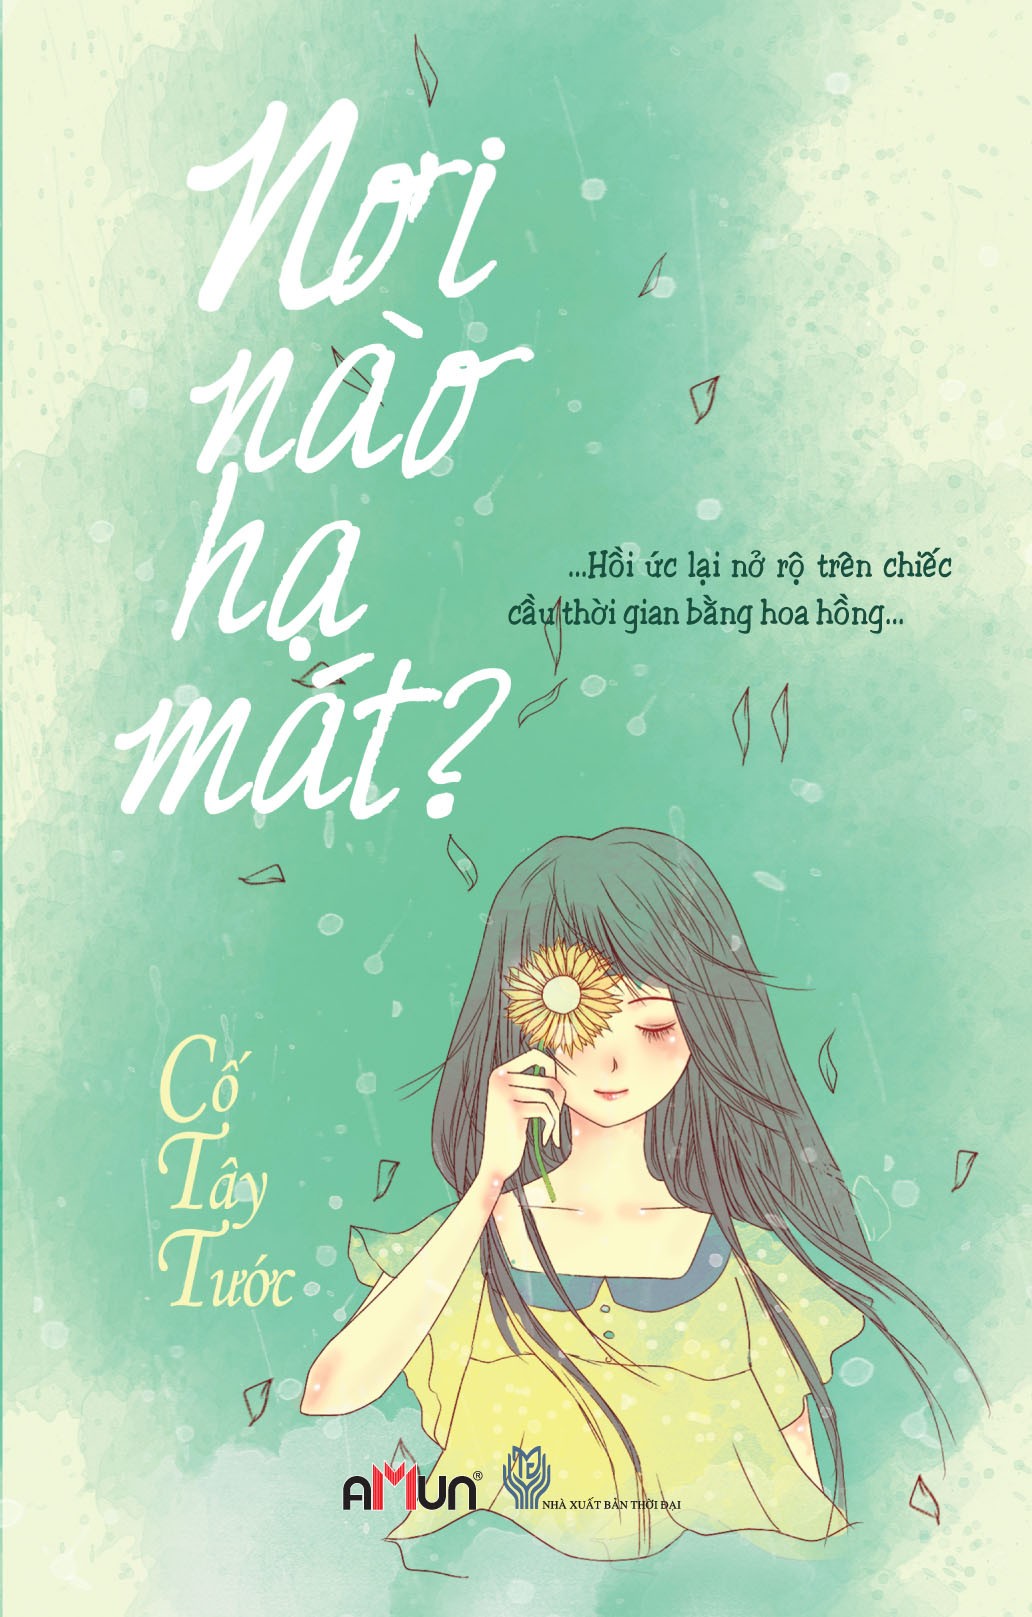 Nơi
nào
hạ
mát?
...Hồi ức lại nở rộ trên chiếc
cầu thời gian bằng hoa hồng...
Cố
Tây
Tước
AMUN®
NHÀ XUẤT BẢN THỜI ĐẠI